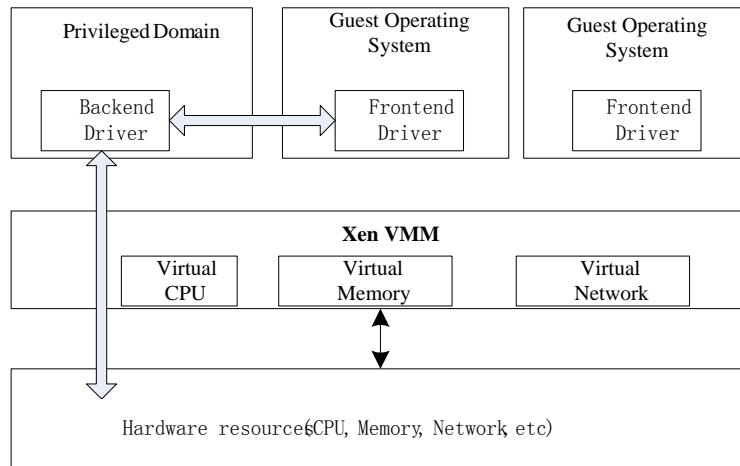 Privileged Domain
Guest Operating
System
Guest Operating
System
Backend
Driver
Frontend
Driver
Frontend
Driver
Xen VMM
Virtual
CPU
Virtual
Memory
Virtual
Network
Hardware resources(CPU, Memory, Network, etc)